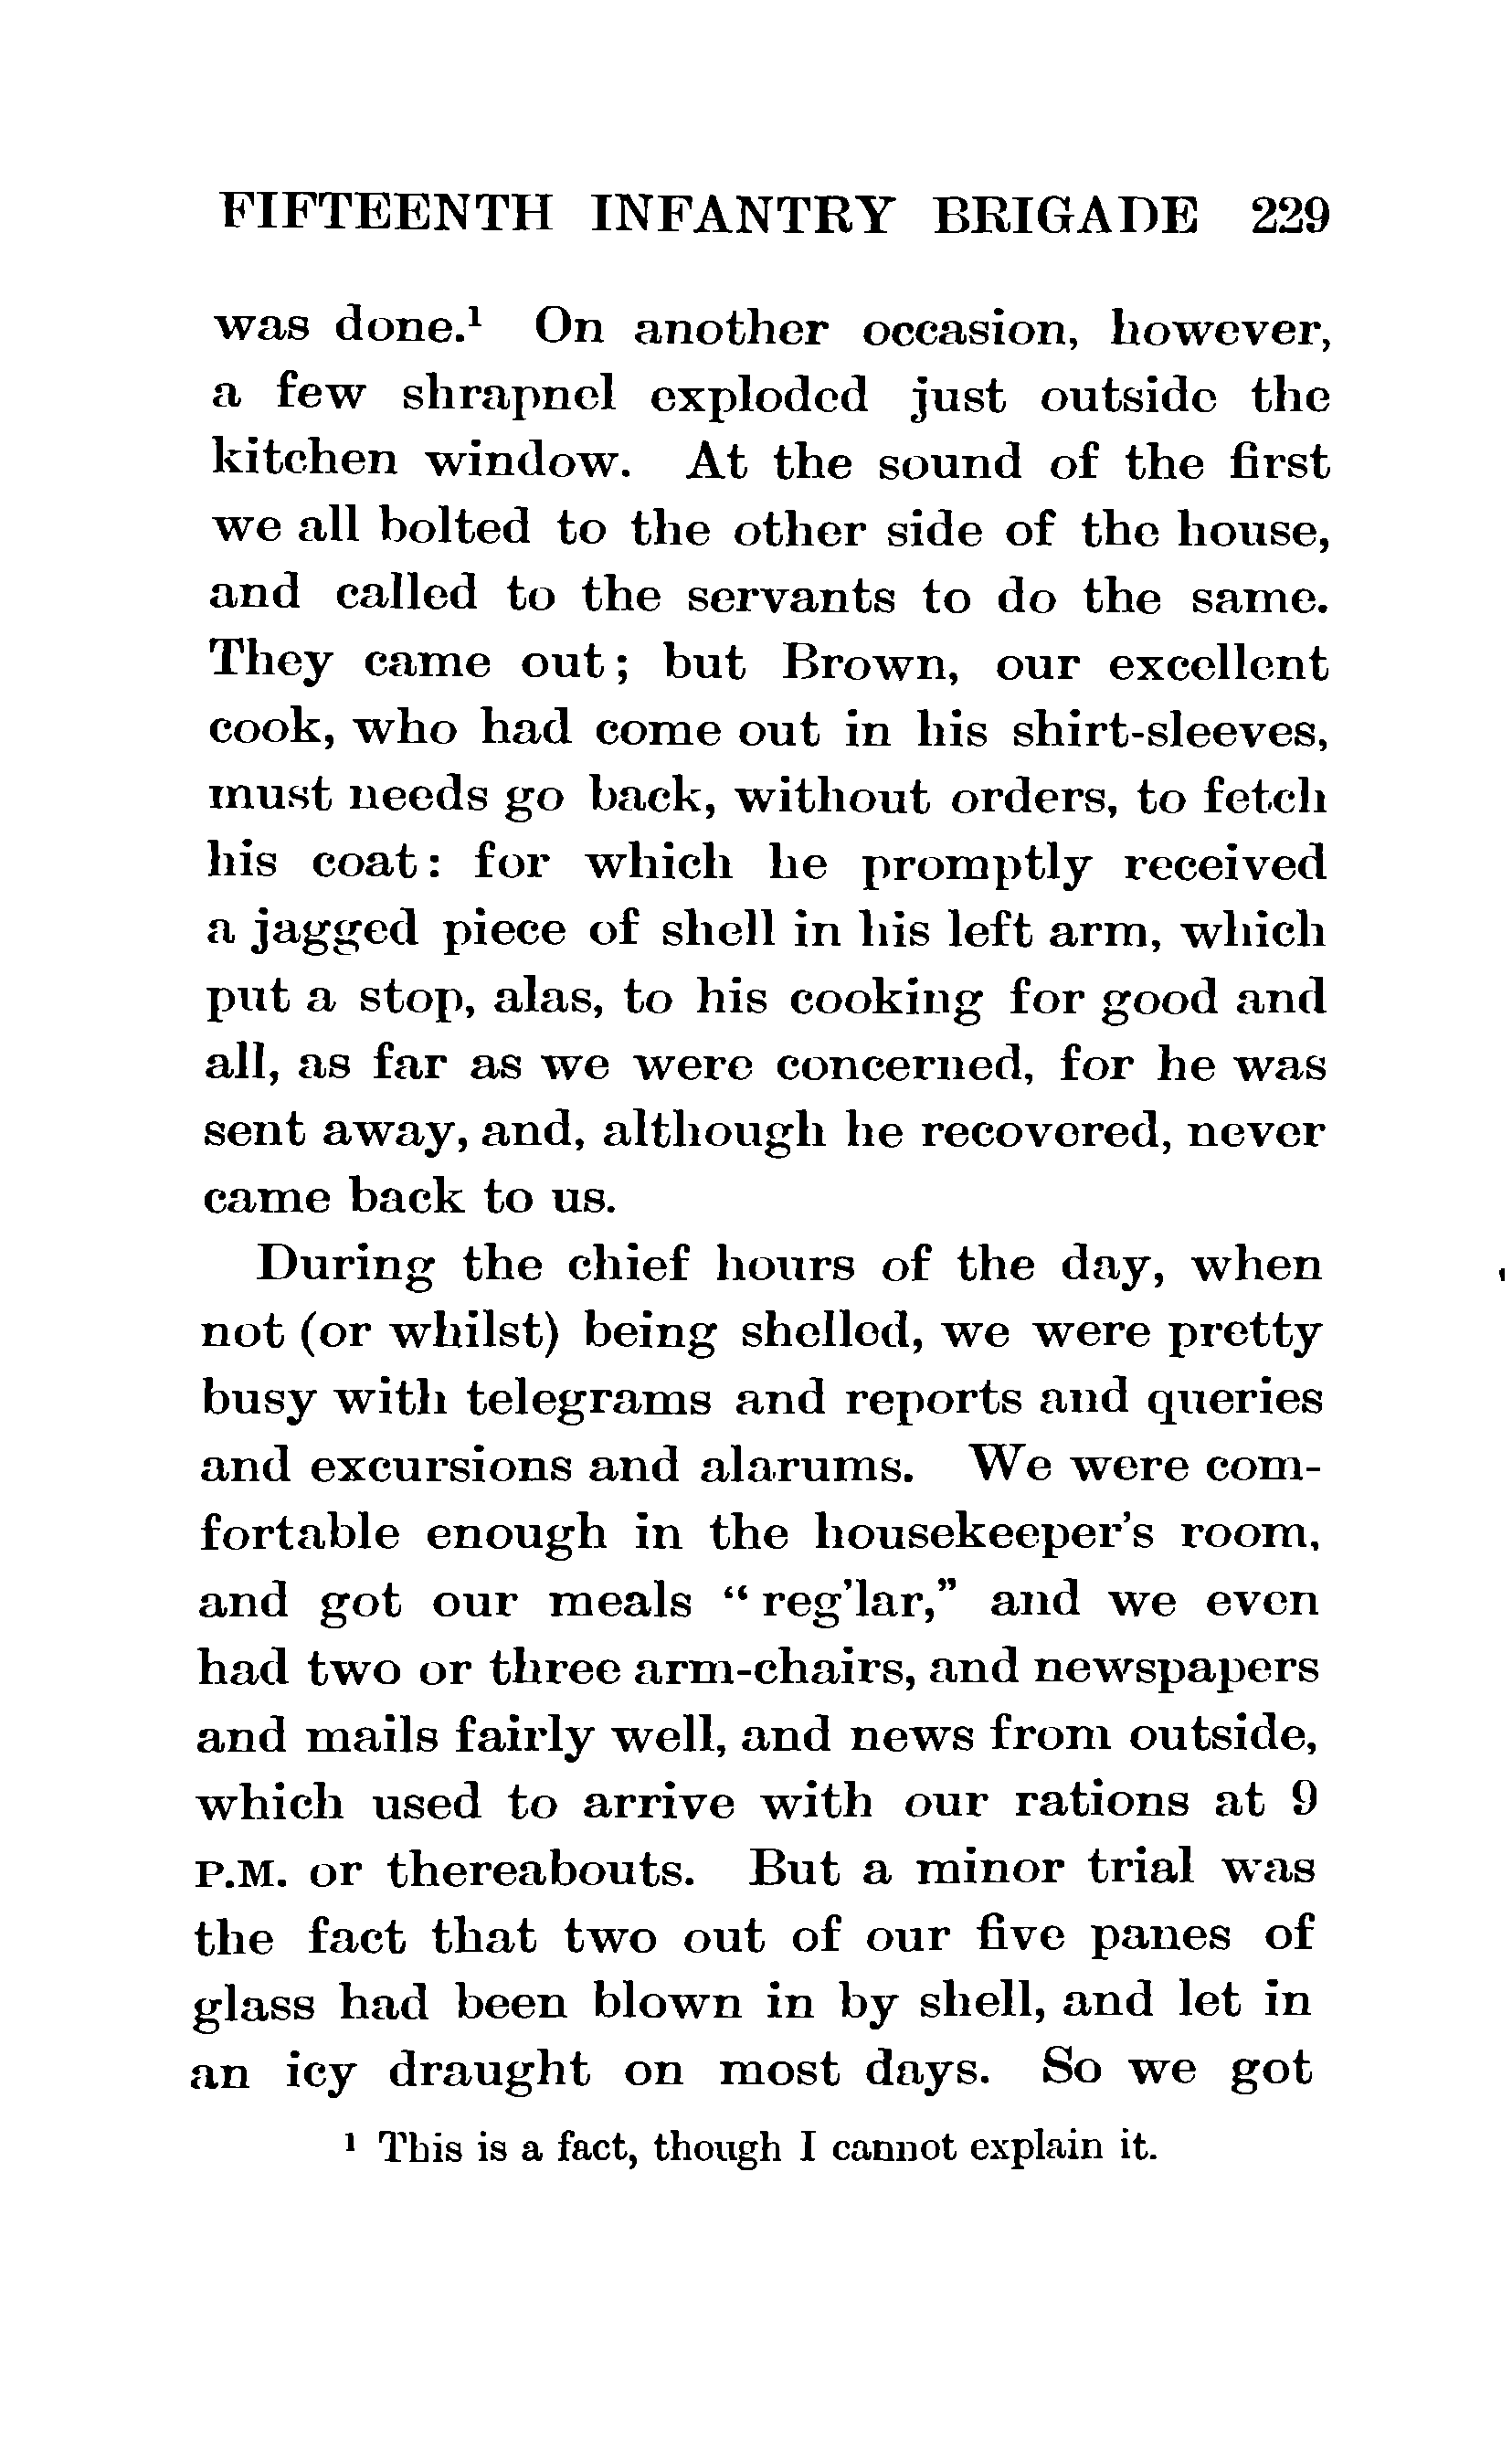 FIFTEENTH INFANTRY BRIGADE 229
was done.¹ On another occasion, however,
a few shrapnel exploded just outside the
kitchen window. At the sound of the first
we all bolted to the other side of the house,
and called to the servants to do the same.
They came out; but Brown, our excellent
cook, who had come out in his shirt-sleeves,
must needs go back, without orders, to fetch
his coat: for which he promptly received
a jagged piece of shell in his left arm, which
put a stop, alas, to his cooking for good and
all, as far as we were concerned, for he was
sent away, and, although he recovered, never
came back to us.
During the chief hours of the day, when
not (or whilst) being shelled, we were pretty
busy with telegrams and reports and queries
and excursions and alarums. We were com-
fortable enough in the housekeeper's room,
and got our meals "reg'lar," and we even
had two or three arm-chairs, and newspapers
and mails fairly well, and news from outside,
which used to arrive with our rations at 9
P.M. or thereabouts. But a minor trial was
the fact that two out of our five panes of
glass had been blown in by shell, and let in
an icy draught on most days. So we got
¹ This is a fact, though I cannot explain it.